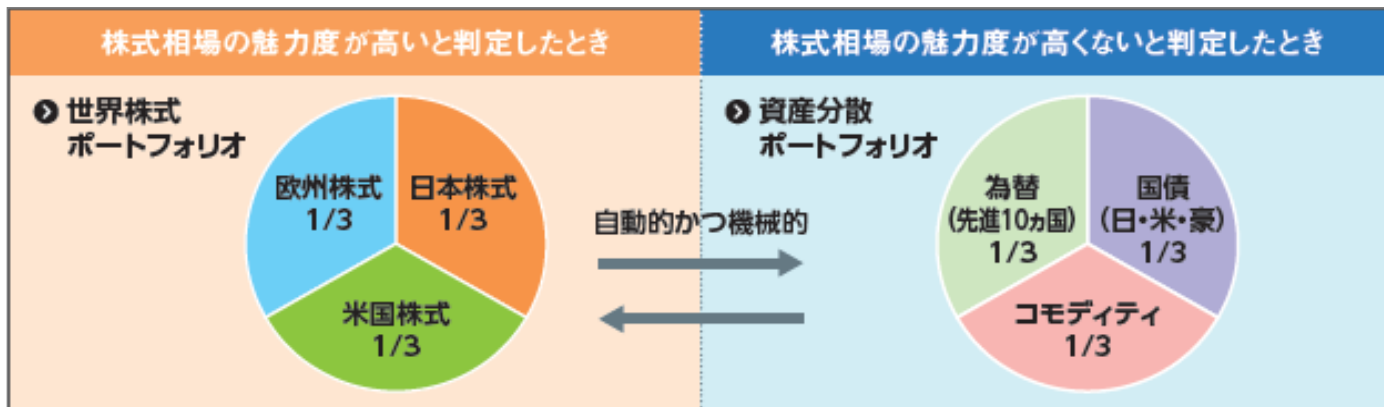 株式相場の魅力度が高いと判定したとき
株式相場の魅力度が高くないと判定したとき
世界株式
ポートフォリオ
欧州株式
1/3
日本株式
1/3
米国株式
1/3
自動的かつ機械的
資産分散
ポートフォリオ
為替
(先進10ヵ国)
1/3
国債
(日・米・豪)
1/3
コモディティ
1/3